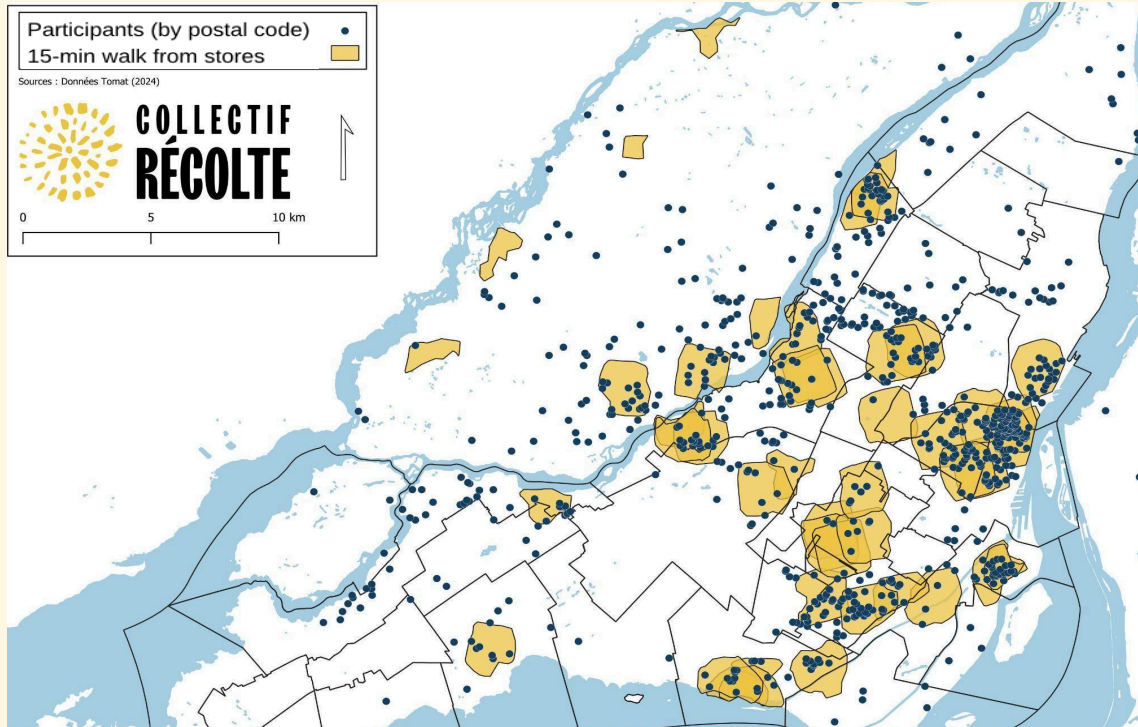 Participants (by postal code)
15-min walk from stores
Sources : Données Tomat (2024)
COLLECTIF
RÉCOLTE
0 5 10 km